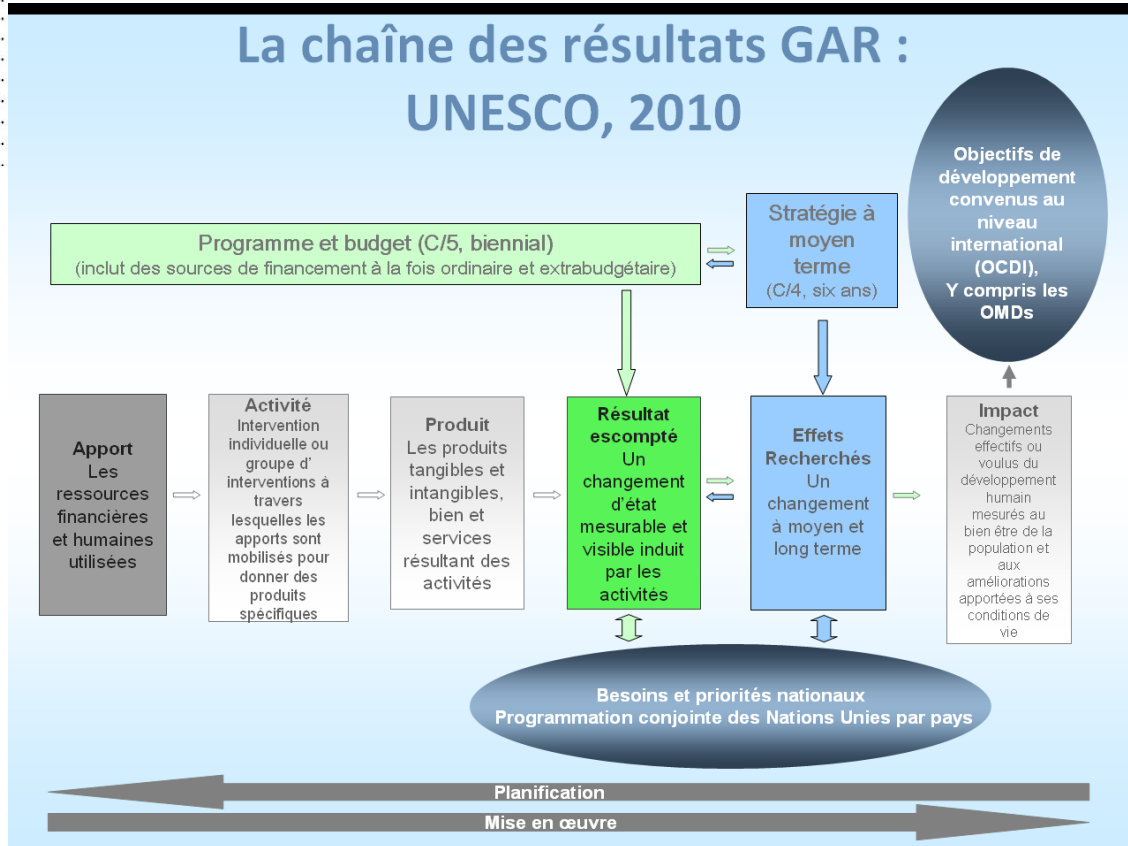 La chaîne des résultats GAR :
UNESCO, 2010
Objectifs de
développement
convenus au
niveau
international
(OCDI),
Y compris les
OMDs
Programme et budget (C/5, biennial)
(inclut des sources de financement à la fois ordinaire et extrabudgétaire)
Stratégie à
moyen
terme
(C/4, six ans)
Apport
Les
ressources
financières
et humaines
utilisées
Activité
Intervention
individuelle ou
groupe d’
interventions à
travers
lesquelles les
apports sont
mobilisés pour
donner des
produits
spécifiques
Produit
Les produits
tangibles et
intangibles,
bien et
services
résultant des
activités
Résultat
escompté
Un
changement
d’état
mesurable et
visible induit
par les
activités
Effets
Recherchés
Un
changement
à moyen et
long terme
Impact
Changements
effectifs ou
voulus du
développement
humain
mesurés au
bien être de la
population et
aux
améliorations
apportées à ses
conditions de
vie
Besoins et priorités nationaux
Programmation conjointe des Nations Unies par pays
Planification
Mise en œuvre